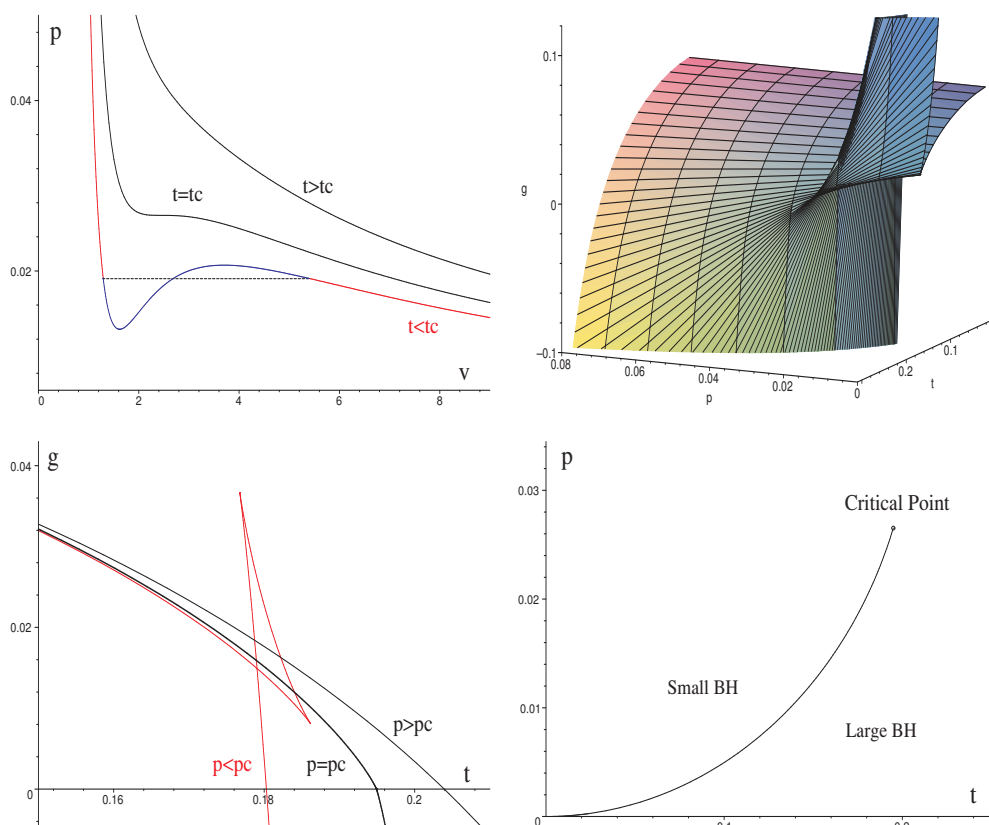 p
0.04
t=tc
t>tc
0.02
t<tc
v
0 2 4 6 8
0.1
g
0
−0.1
0.08 0.06 0.04 0.02 0
p
0.1
0.2
t
g
0.04
0.02
p>pc
p<pc p=pc
t
0 0.16 0.18 0.2
p
0.03
Critical Point
0.02
Small BH
0.01
Large BH
t
0